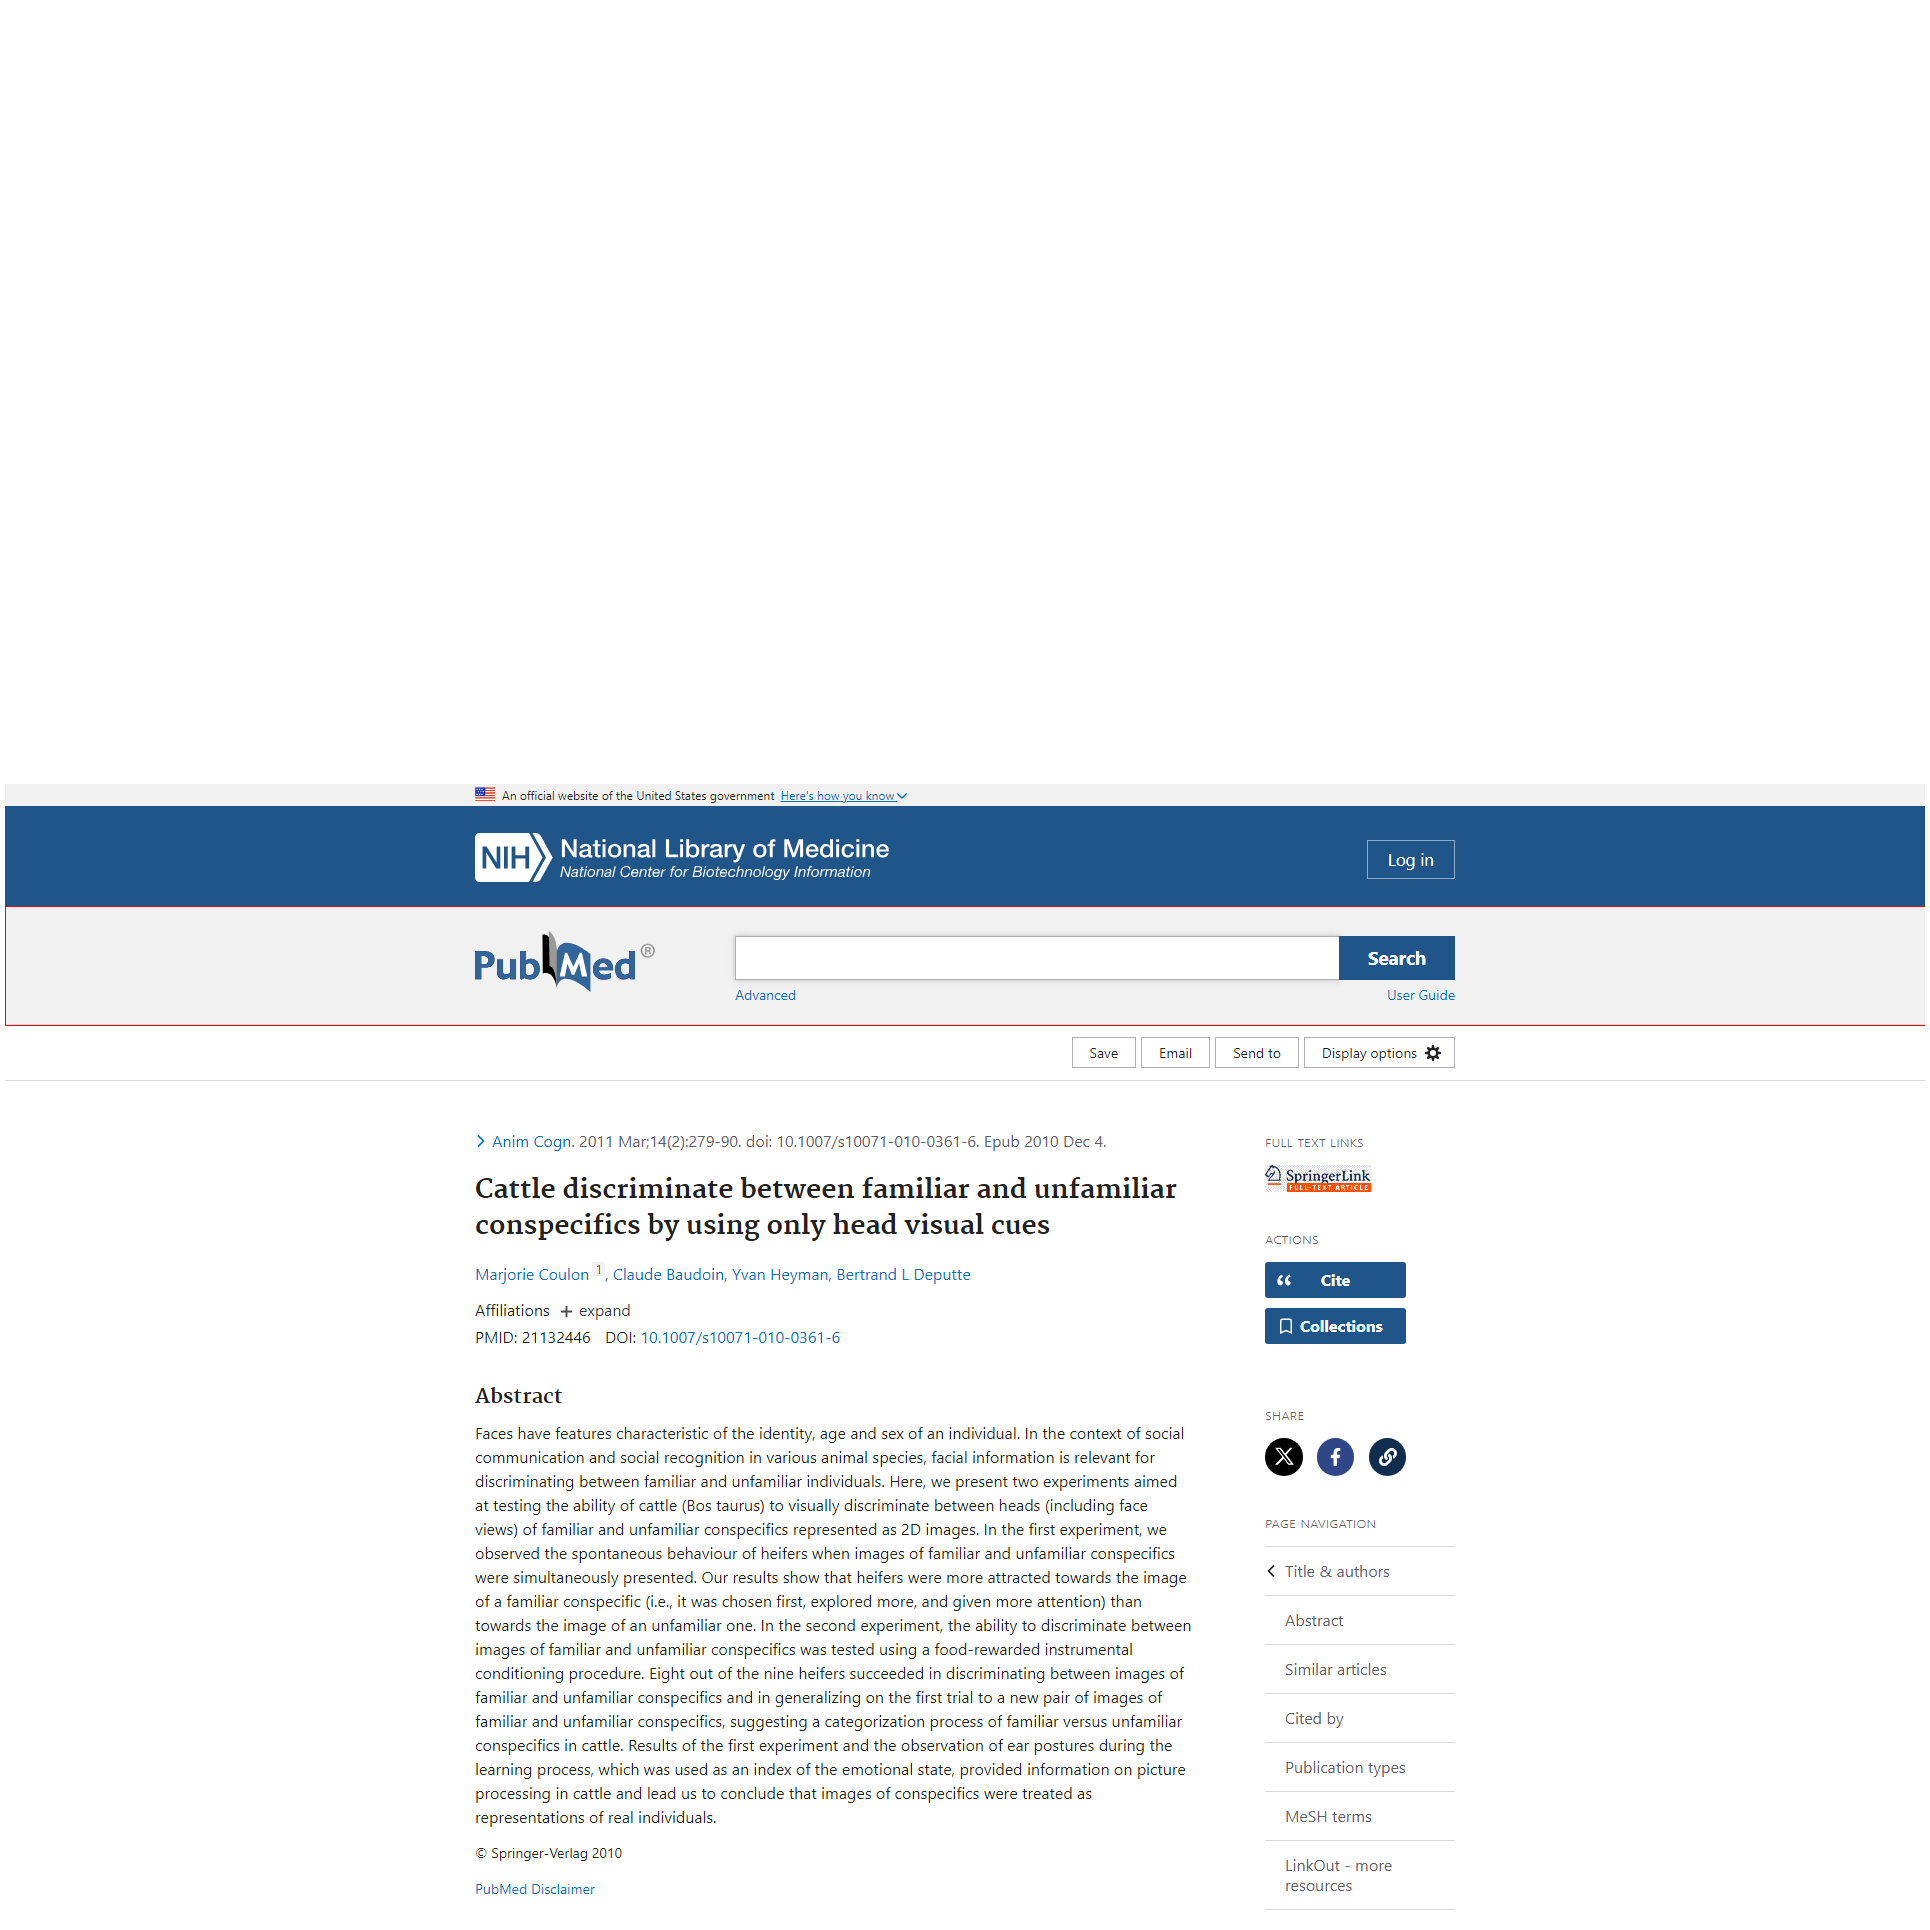 An official website of the United States government Here's how you know
NIH National Library of Medicine
National Center for Biotechnology Information
Log in
PubMed®
Search
Advanced
User Guide
Save
Email
Send to
Display options
Anim Cogn. 2011 Mar;14(2):279-90. doi: 10.1007/s10071-010-0361-6. Epub 2010 Dec 4.
Cattle discriminate between familiar and unfamiliar
conspecifics by using only head visual cues
Marjorie Coulon 1, Claude Baudoin, Yvan Heyman, Bertrand L Deputte
Affiliations + expand
PMID: 21132446 DOI: 10.1007/s10071-010-0361-6
Abstract
Faces have features characteristic of the identity, age and sex of an individual. In the context of social
communication and social recognition in various animal species, facial information is relevant for
discriminating between familiar and unfamiliar individuals. Here, we present two experiments aimed
at testing the ability of cattle (Bos taurus) to visually discriminate between heads (including face
views) of familiar and unfamiliar conspecifics represented as 2D images. In the first experiment, we
observed the spontaneous behaviour of heifers when images of familiar and unfamiliar conspecifics
were simultaneously presented. Our results show that heifers were more attracted towards the image
of a familiar conspecific (i.e., it was chosen first, explored more, and given more attention) than
towards the image of an unfamiliar one. In the second experiment, the ability to discriminate between
images of familiar and unfamiliar conspecifics was tested using a food-rewarded instrumental
conditioning procedure. Eight out of the nine heifers succeeded in discriminating between images of
familiar and unfamiliar conspecifics and in generalizing on the first trial to a new pair of images of
familiar and unfamiliar conspecifics, suggesting a categorization process of familiar versus unfamiliar
conspecifics in cattle. Results of the first experiment and the observation of ear postures during the
learning process, which was used as an index of the emotional state, provided information on picture
processing in cattle and lead us to conclude that images of conspecifics were treated as
representations of real individuals.
© Springer-Verlag 2010
PubMed Disclaimer
FULL TEXT LINKS
SpringerLink
FULL-TEXT ARTICLE
ACTIONS
Cite
Collections
SHARE
PAGE NAVIGATION
Title & authors
Abstract
Similar articles
Cited by
Publication types
MeSH terms
LinkOut - more
resources